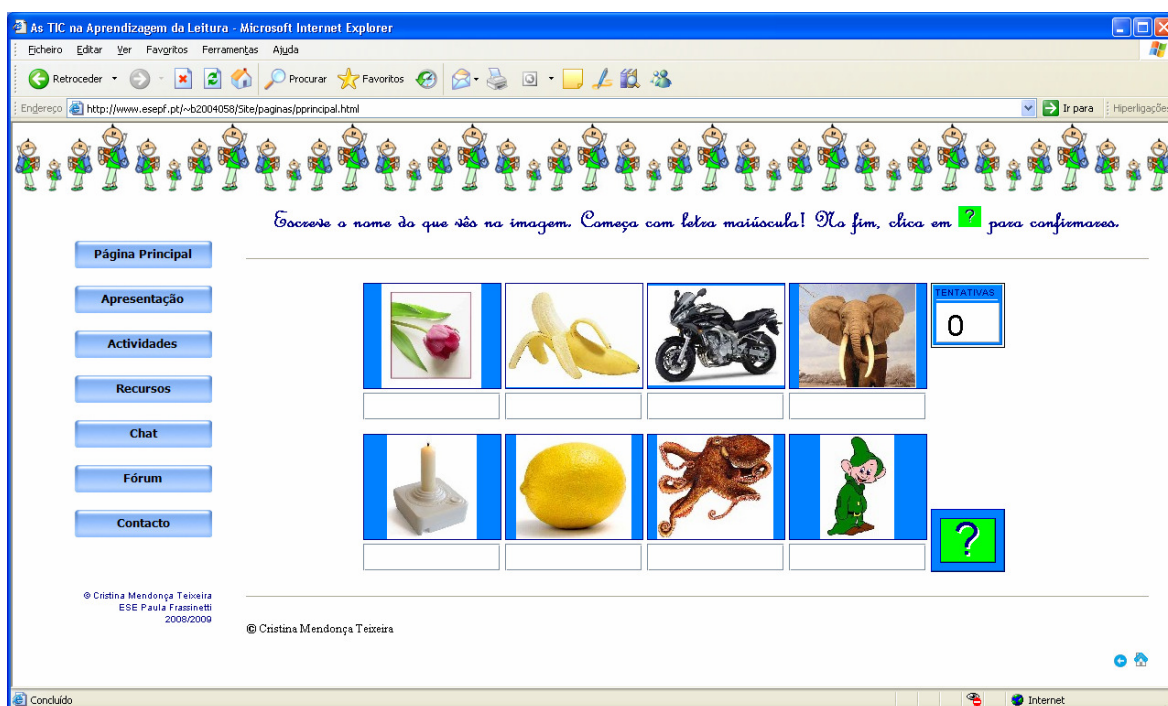 As TIC na Aprendizagem da Leitura - Microsoft Internet Explorer
Ficheiro Editar Ver Favoritos Ferramentas Ajuda
Retroceder Procurar Favoritos
Endereço http://www.esepf.pt/~b2004058/Site/paginas/pprincipal.html Ir para Hiperligações
Escreve o nome do que vês na imagem. Começa com letra maiúscula! No fim, clica em ? para confirmares.
Página Principal
Apresentação
Actividades
Recursos
Chat
Fórum
Contacto
TENTATIVAS
0
?
© Cristina Mendonça Teixeira
ESE Paula Frassinetti
2008/2009
© Cristina Mendonça Teixeira
Concluído Internet